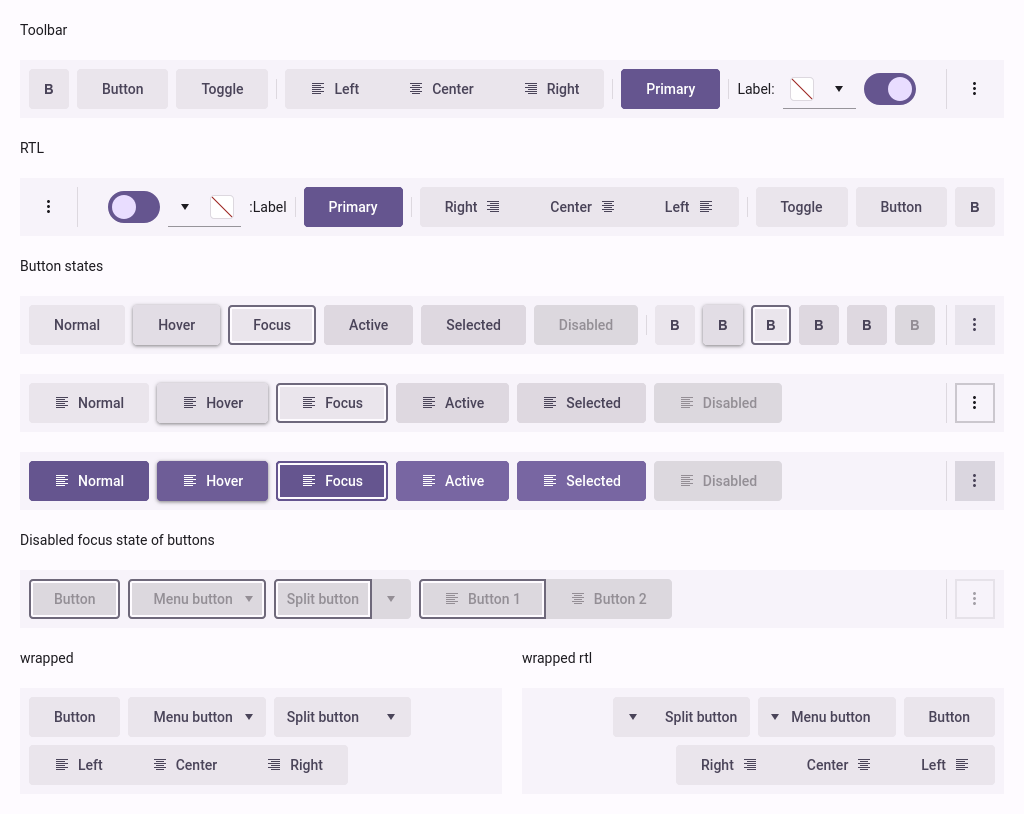 Toolbar
B Button Toggle Left Center Right Primary Label:
RTL
:Label Primary Right Center Left Toggle Button B
Button states
Normal Hover Focus Active Selected Disabled B B B B B B
Normal Hover Focus Active Selected Disabled
Normal Hover Focus Active Selected Disabled
Disabled focus state of buttons
Button Menu button Split button Button 1 Button 2
wrapped
Button Menu button Split button
Left Center Right
wrapped rtl
Split button Menu button Button
Right Center Left